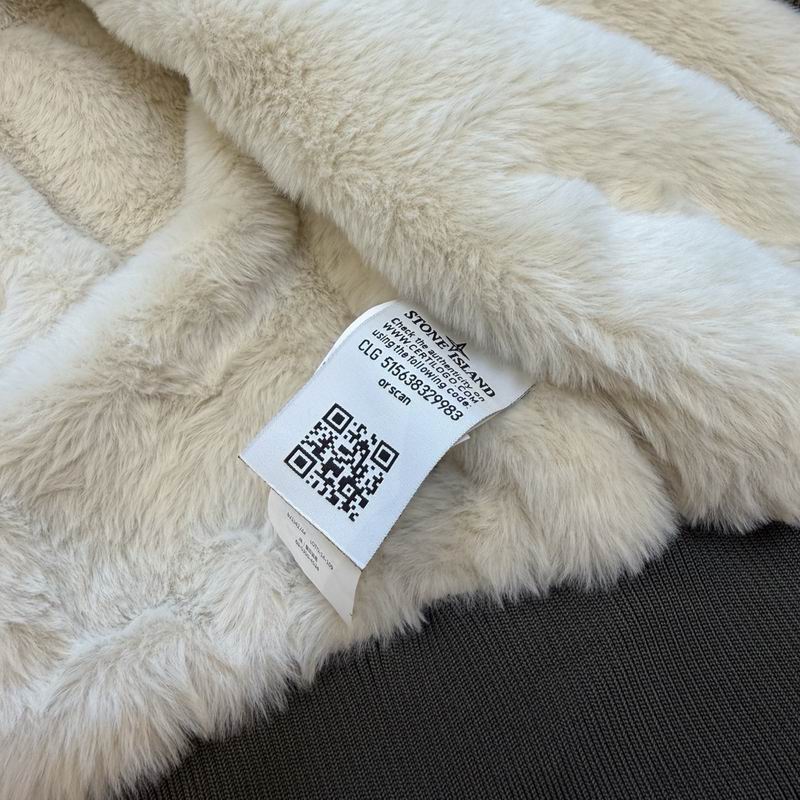 STONE ISLAND
Check the authenticity on
WWW.CERTILOGO.COM
using the following code:
CLG 515638329983
or scan